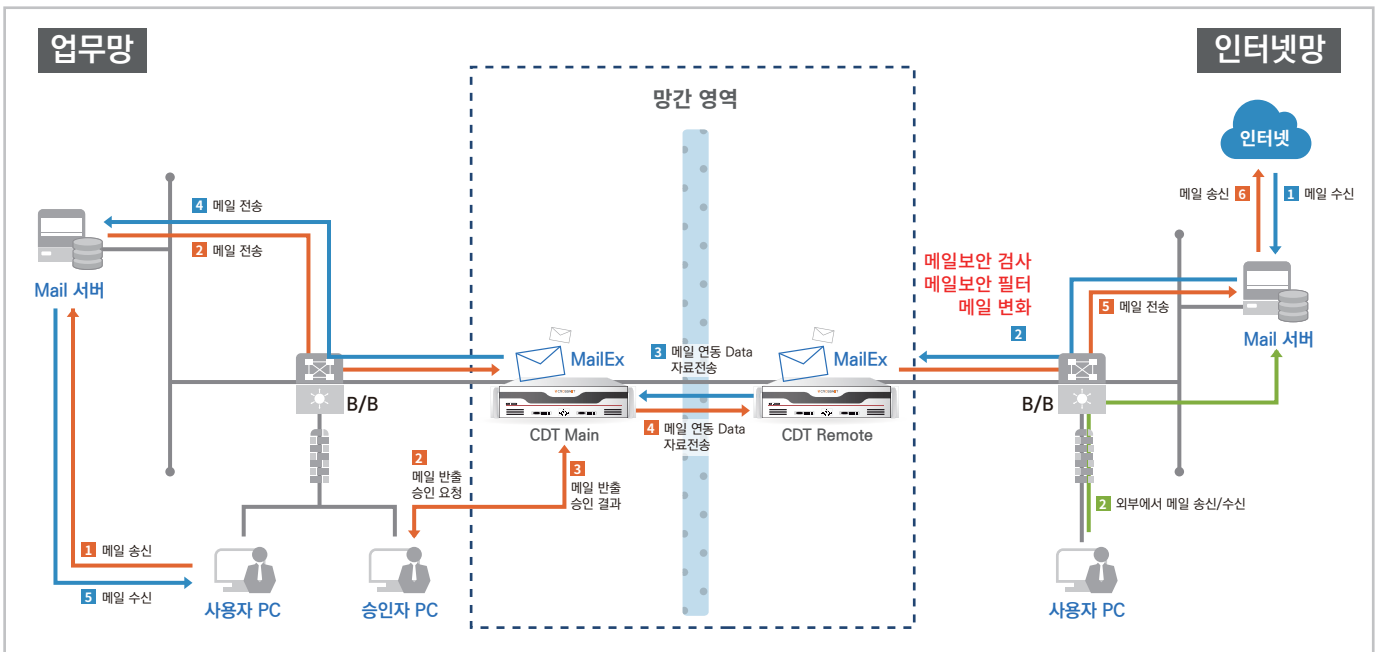 업무망
인터넷망
망간 영역
인터넷
메일 송신 6
1 메일 수신
4 메일 전송
2 메일 전송
Mail 서버
메일보안 검사
메일보안 필터
메일 변화
2
5 메일 전송
Mail 서버
MailEx
3 메일 연동 Data
자료전송
MailEx
B/B
B/B
CDT Main
4 메일 연동 Data
자료전송
CDT Remote
2
메일 반출
승인 요청
3
메일 반출
승인 결과
2 외부에서 메일 송신/수신
1 메일 송신
5 메일 수신
사용자 PC
승인자 PC
사용자 PC